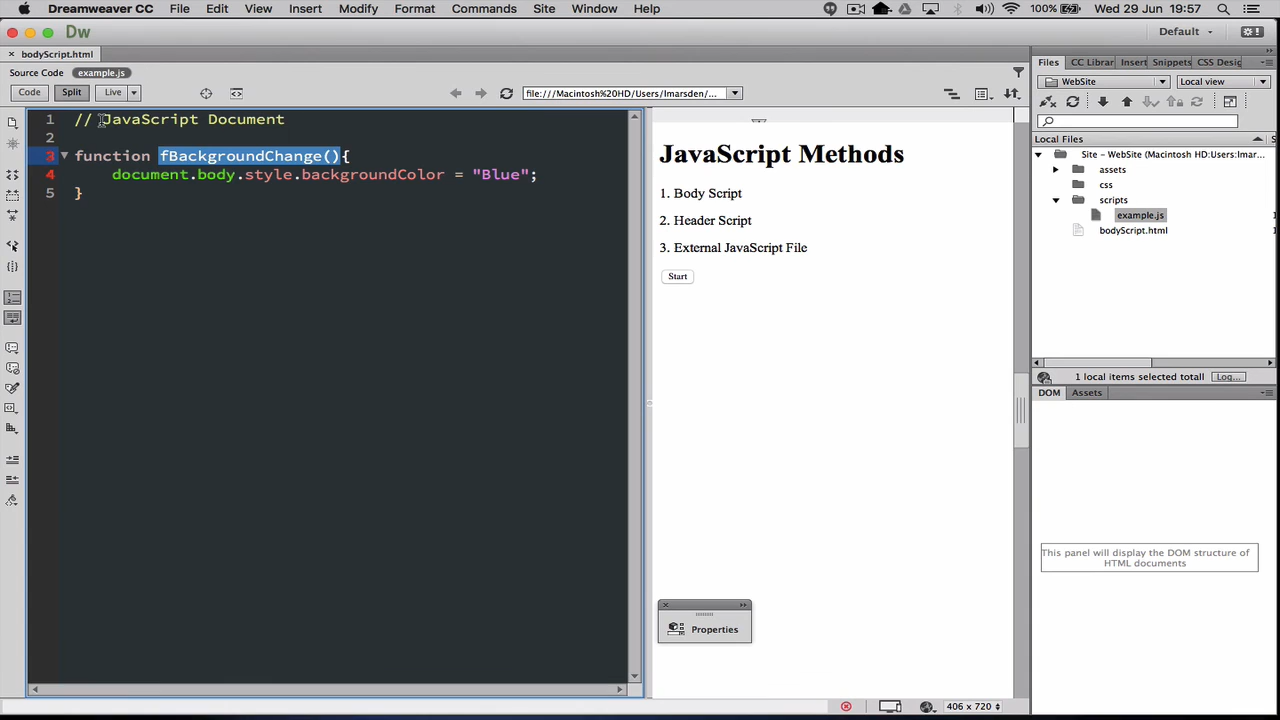 Dreamweaver CC File Edit View Insert Modify Format Commands Site Window Help 100% Wed 29 Jun 19:57
Dw Default
× bodyScript.html
Source Code example.js
Code Split Live file:///Macintosh%20HD/Users/lmarsden/...
1 // JavaScript Document
2
3 function fBackgroundChange(){
4 document.body.style.backgroundColor = "Blue";
5 }
JavaScript Methods
1. Body Script
2. Header Script
3. External JavaScript File
Start
Properties
406 x 720
Files CC Librar Insert Snippets CSS Desig
WebSite Local view
Local Files
Site – WebSite (Macintosh HD:Users:lmar...
assets
css
scripts
example.js
bodyScript.html
1 local items selected totall Log...
DOM Assets
This panel will display the DOM structure of
HTML documents